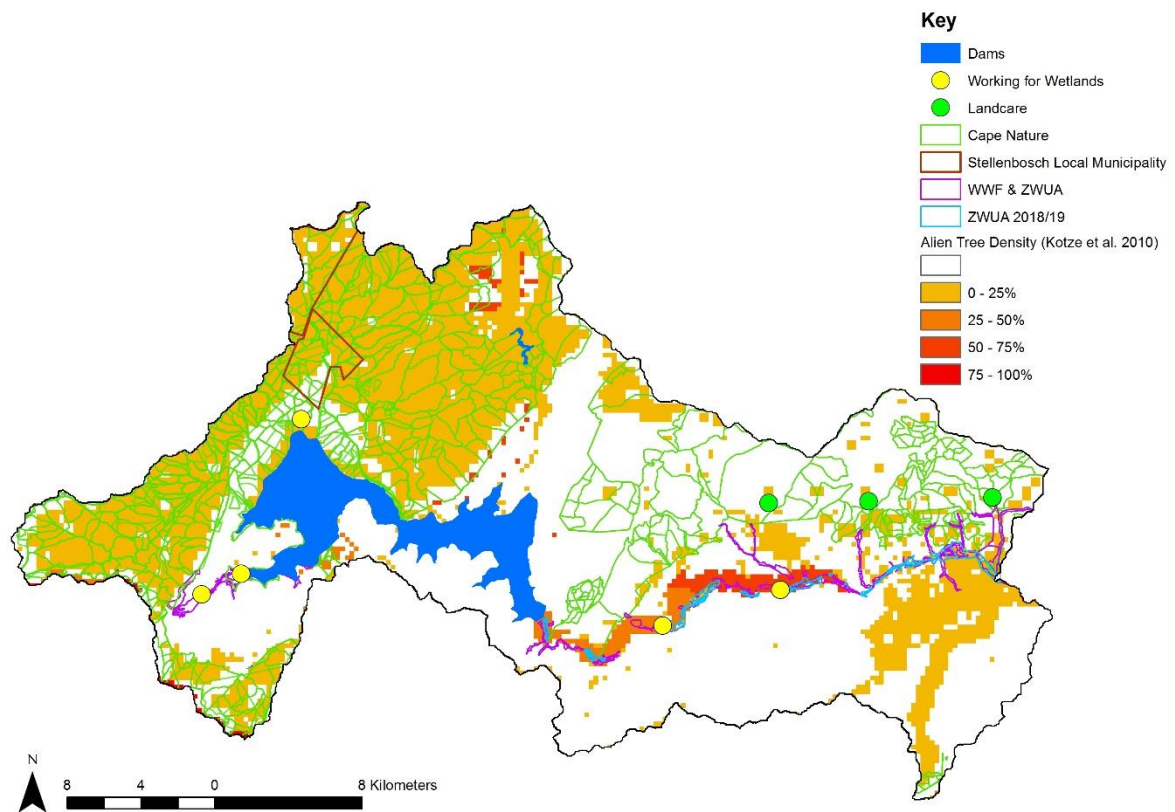 Key
Dams
Working for Wetlands
Landcare
Cape Nature
Stellenbosch Local Municipality
WWF & ZWUA
ZWUA 2018/19
Alien Tree Density (Kotze et al. 2010)
0 - 25%
25 - 50%
50 - 75%
75 - 100%
N
8 4 0 8 Kilometers